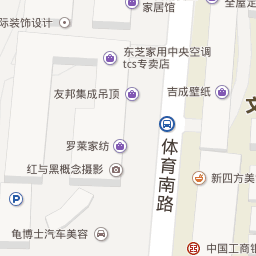 家居馆
全屋定
际装饰设计
东芝家用中央空调
tcs专卖店
友邦集成吊顶
吉成壁纸
文
体育南路
罗莱家纺
红与黑概念摄影
新四方美
P
龟博士汽车美容
中国工商银